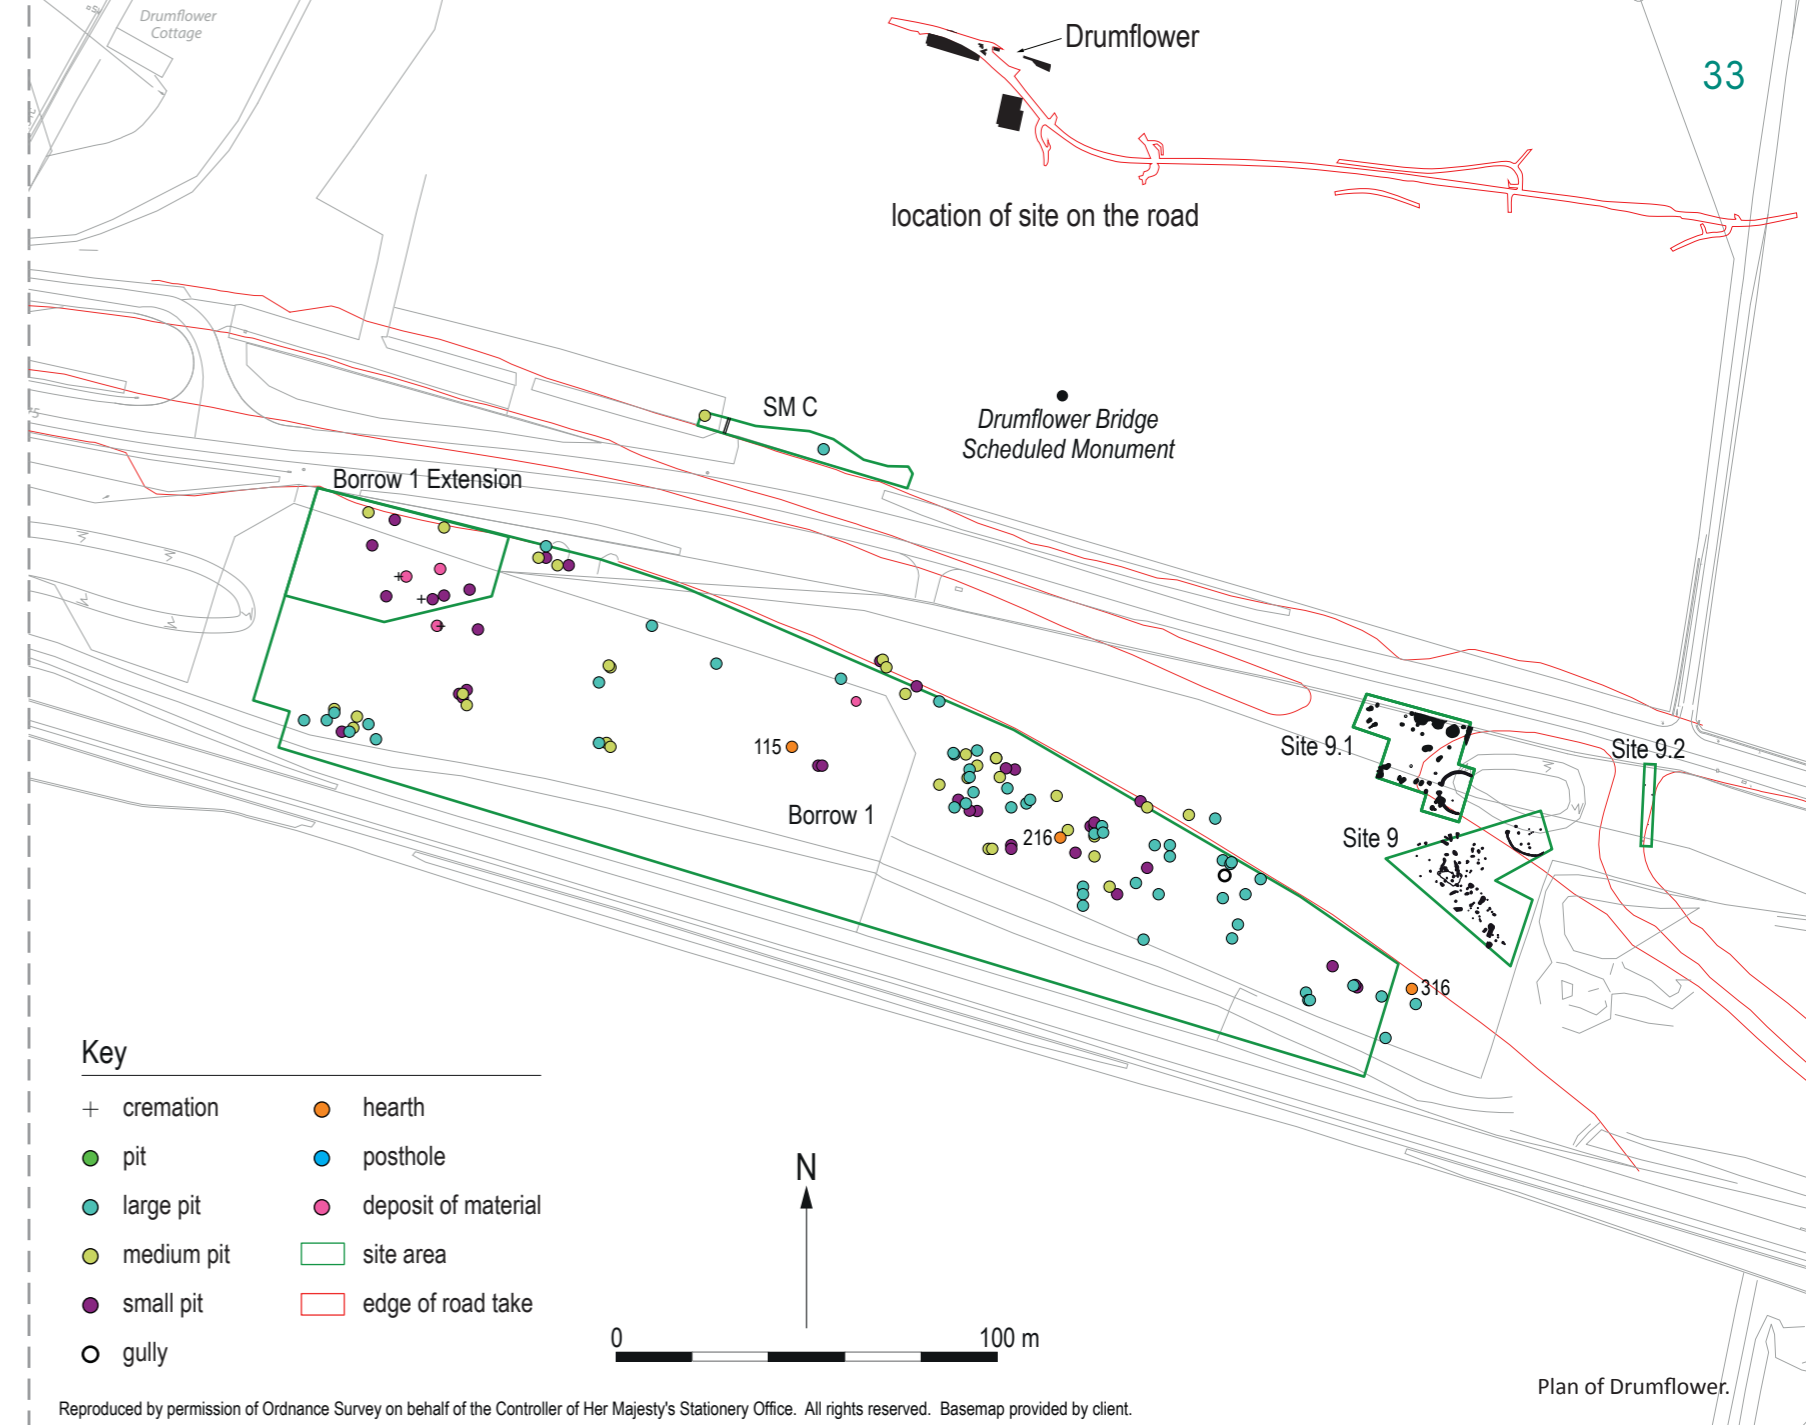 Drumflower
Cottage
Drumflower
33
location of site on the road
SM C
Drumflower Bridge
Scheduled Monument
Borrow 1 Extension
115
Borrow 1
216
Site 9.1
Site 9.2
Site 9
316
Key
cremation
pit
large pit
medium pit
small pit
gully
hearth
posthole
deposit of material
site area
edge of road take
N
0
100 m
Plan of Drumflower.
Reproduced by permission of Ordnance Survey on behalf of the Controller of Her Majesty's Stationery Office. All rights reserved. Basemap provided by client.